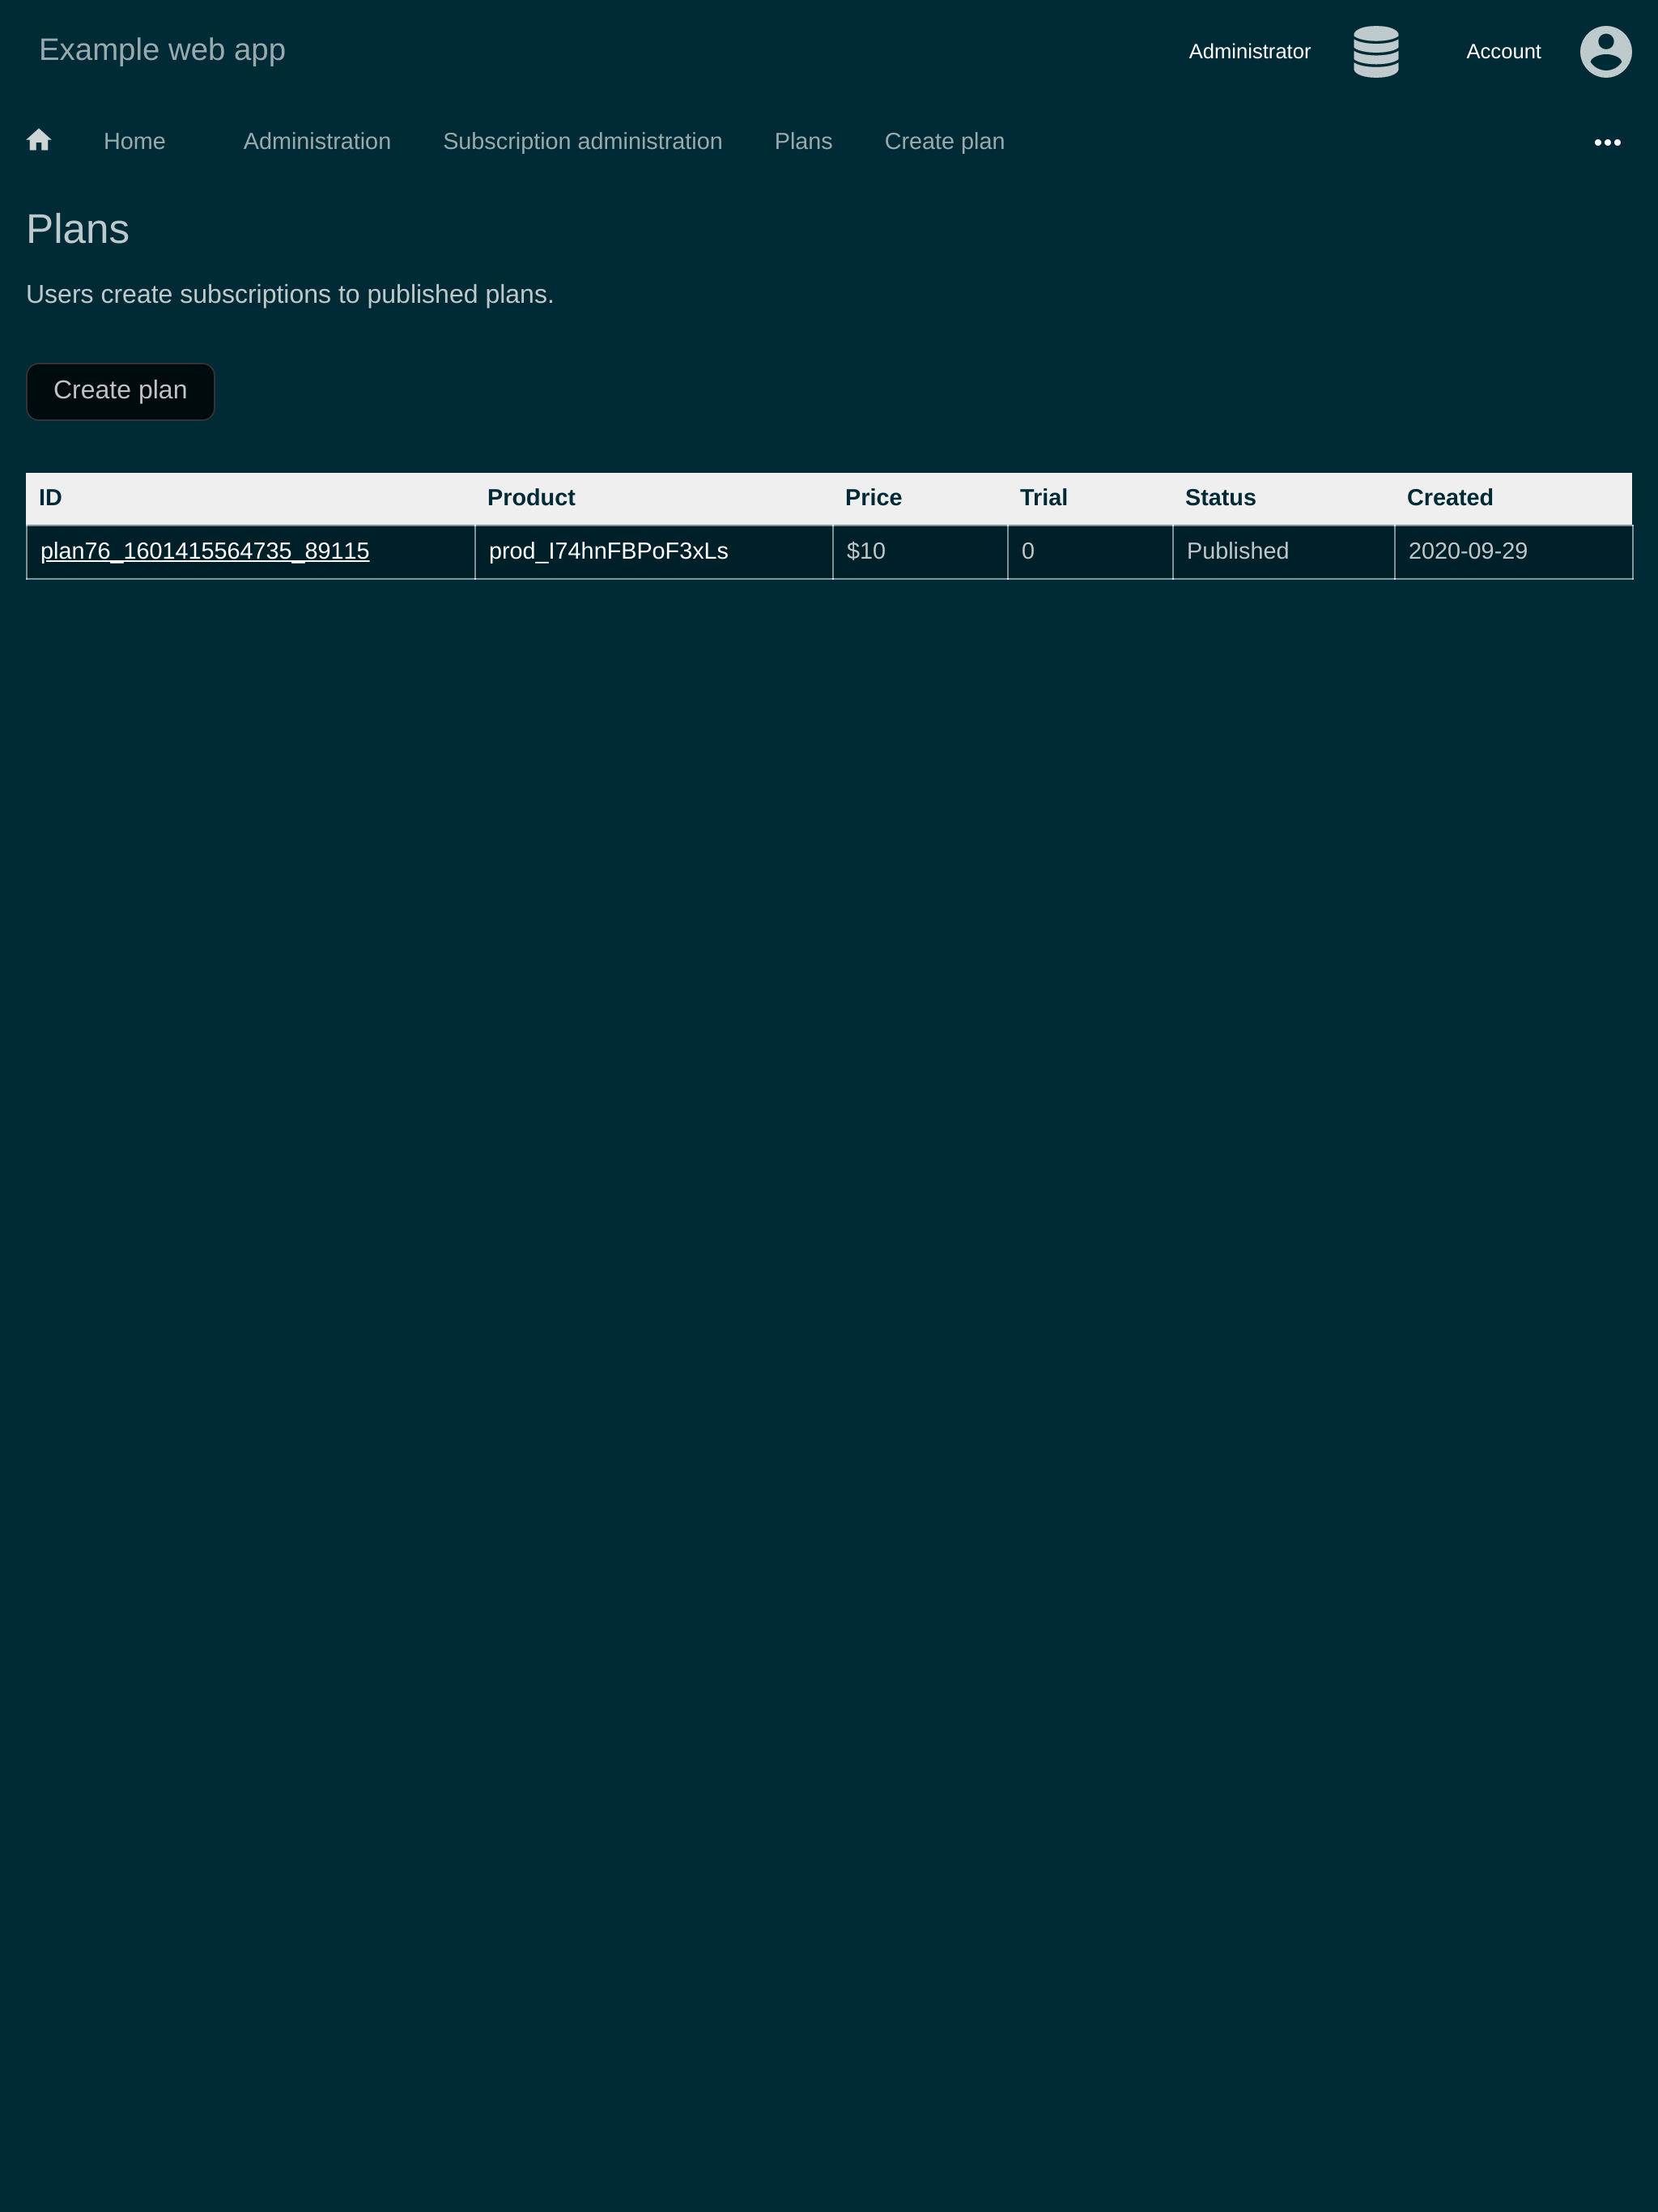 Example web app
Administrator Account
Home Administration Subscription administration Plans Create plan
Plans
Users create subscriptions to published plans.
Create plan
ID Product Price Trial Status Created
plan76_1601415564735_89115 prod_I74hnFBPoF3xLs $10 0 Published 2020-09-29